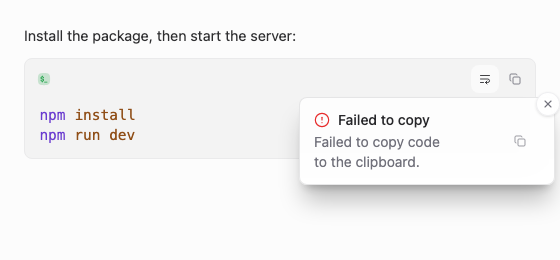 Install the package, then start the server:
$_
npm install
npm run dev
Failed to copy
Failed to copy code
to the clipboard.